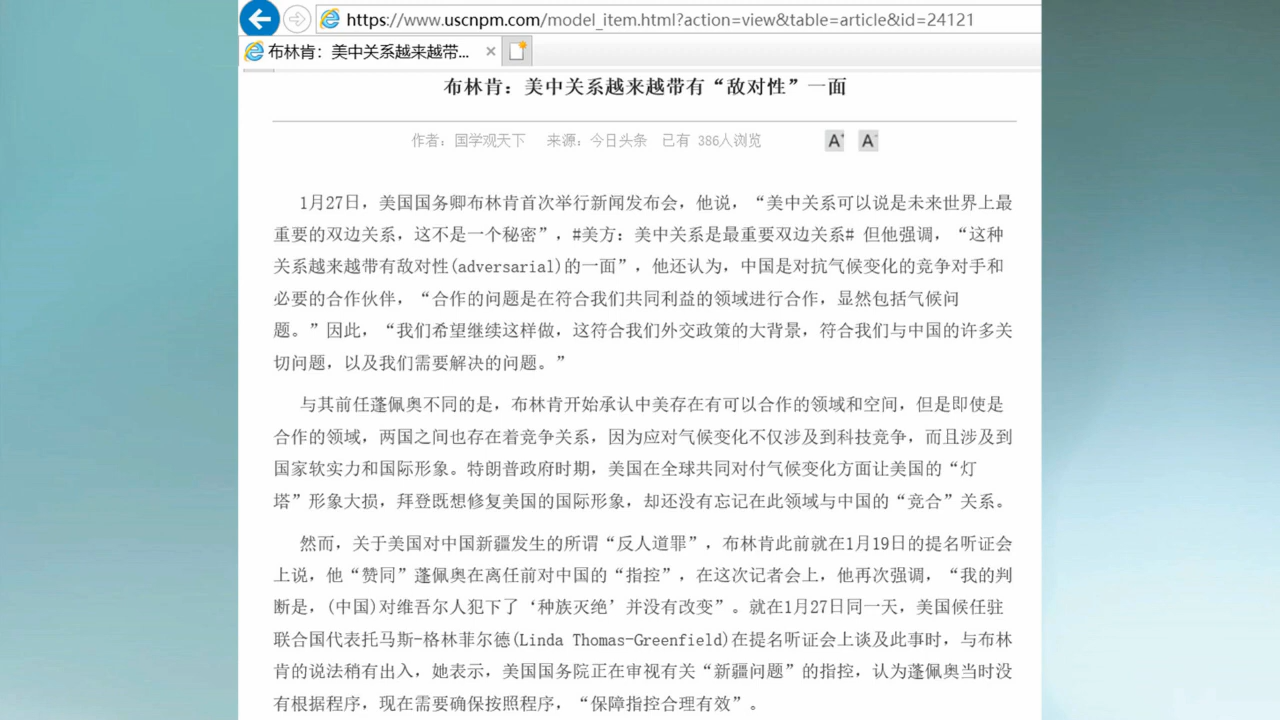 https://www.uscnpm.com/model_item.html?action=view&table=article&id=24121
布林肯：美中关系越来越带...
布林肯：美中关系越来越带有“敌对性”一面
作者：国学观天下 来源：今日头条 已有 386人浏览 A+ A-
1月27日，美国国务卿布林肯首次举行新闻发布会，他说，“美中关系可以说是未来世界上最
重要的双边关系，这不是一个秘密”，#美方：美中关系是最重要双边关系# 但他强调，“这种
关系越来越带有敌对性(adversarial)的一面”，他还认为，中国是对抗气候变化的竞争对手和
必要的合作伙伴，“合作的问题是在符合我们共同利益的领域进行合作，显然包括气候问
题。”因此，“我们希望继续这样做，这符合我们外交政策的大背景，符合我们与中国的许多关
切问题，以及我们需要解决的问题。”
与其前任蓬佩奥不同的是，布林肯开始承认中美存在有可以合作的领域和空间，但是即使是
合作的领域，两国之间也存在着竞争关系，因为应对气候变化不仅涉及到科技竞争，而且涉及到
国家软实力和国际形象。特朗普政府时期，美国在全球共同对付气候变化方面让美国的“灯
塔”形象大损，拜登既想修复美国的国际形象，却还没有忘记在此领域与中国的“竞合”关系。
然而，关于美国对中国新疆发生的所谓“反人道罪”，布林肯此前就在1月19日的提名听证会
上说，他“赞同”蓬佩奥在离任前对中国的“指控”，在这次记者会上，他再次强调，“我的判
断是，(中国)对维吾尔人犯下了‘种族灭绝’并没有改变”。就在1月27日同一天，美国候任驻
联合国代表托马斯-格林菲尔德(Linda Thomas-Greenfield)在提名听证会上谈及此事时，与布林
肯的说法稍有出入，她表示，美国国务院正在审视有关“新疆问题”的指控，认为蓬佩奥当时没
有根据程序，现在需要确保按照程序，“保障指控合理有效”。